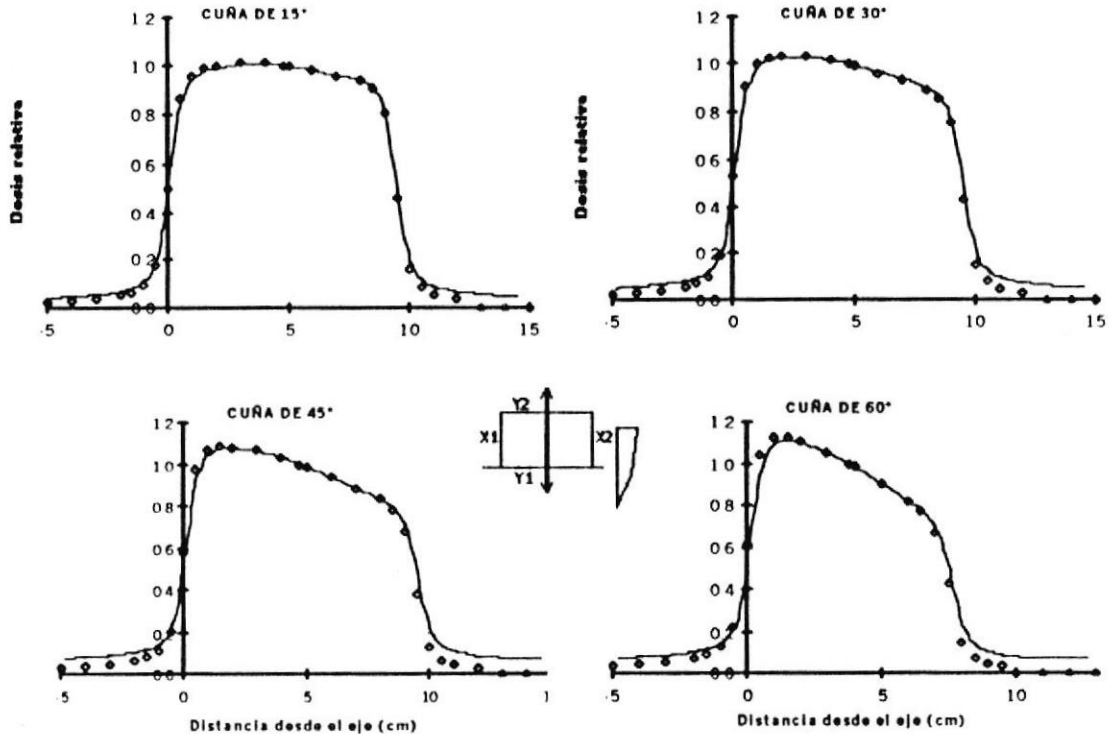 CUÑA DE 15°
Dosis relativa
1 2
1 0
0 8
0 6
0 4
0 2
0 0
.5 0 5 10 15
CUÑA DE 30°
Dosis relativa
1 2
1 0
0 8
0 6
0 4
0 2
0 0
.5 0 5 10 15
CUÑA DE 45°
1 2
1 0
0 8
0 6
0 4
0 2
0 0
.5 0 5 10 1
Distancia desde el eje (cm)
Y2
X1 X2
Y1
CUÑA DE 60°
1 2
1 0
0 8
0 6
0 4
0 0
.5 0 5 10
Distancia desde el eje (cm)